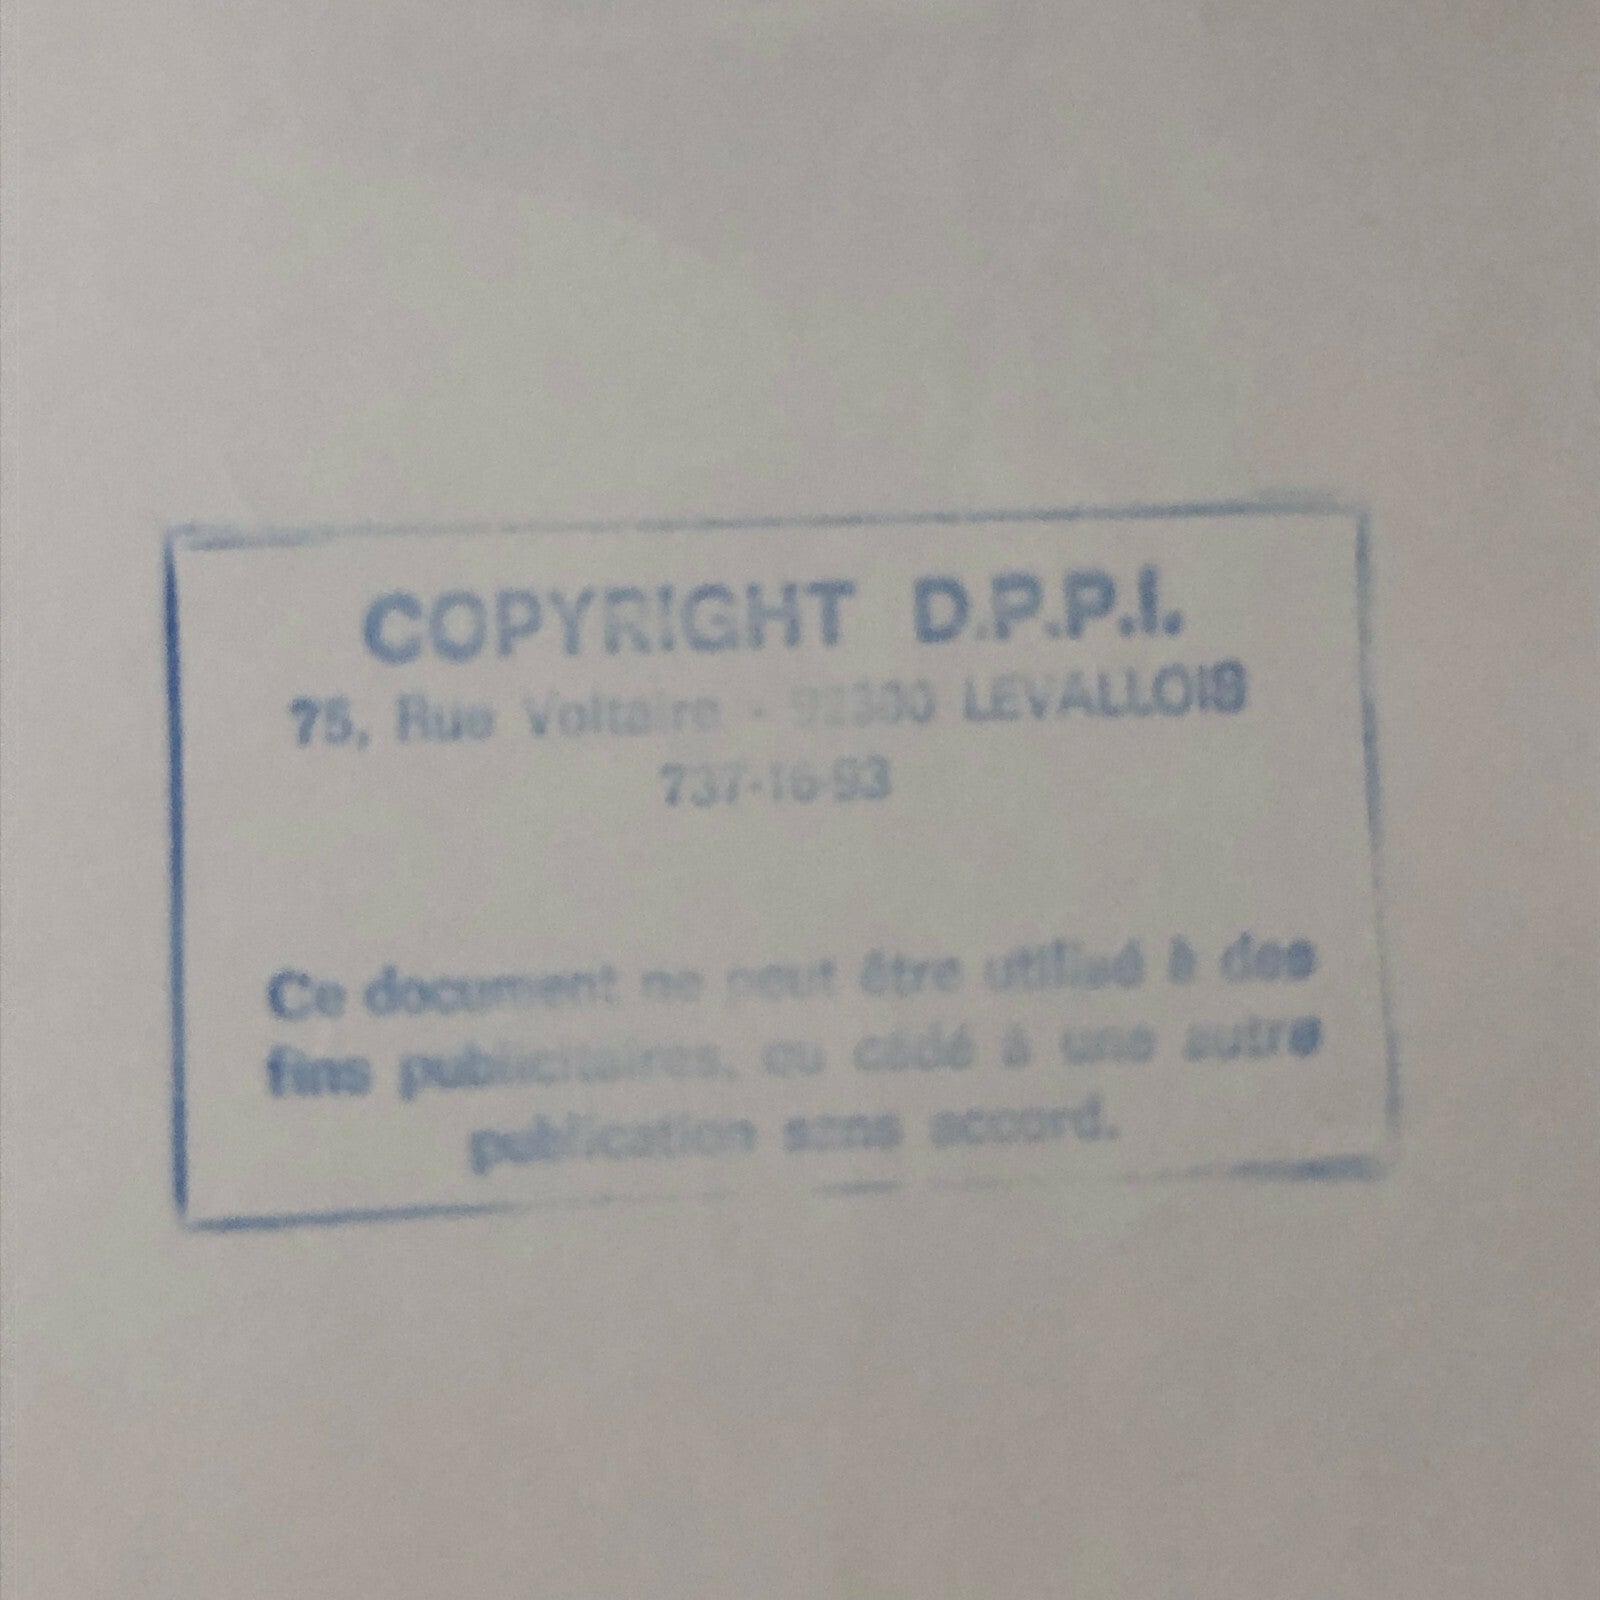 COPYRIGHT D.P.P.I.
75, Rue Voltaire - 92300 LEVALLOIS
737-16-93
Ce document ne peut être utilisé à des
fins publicitaires, ou cédé à une autre
publication sans accord.